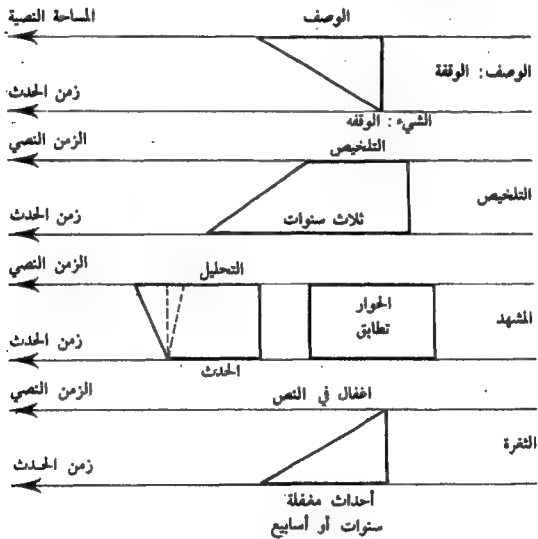 الوصف
المساحة النصية
الوصف : الوقفة
زمن الحدث
الشيء : الوقفه
التلخيص
الزمن النصي
التلخيص
ثلاث سنوات
زمن الحدث
التحليل
الزمن النصي
المشهد
الحوار
تطابق
زمن الحدث
الحدث
اغفال في النص
الزمن النصي
الثغرة
زمن الحدث
أحداث مغفلة
سنوات أو أسابيع